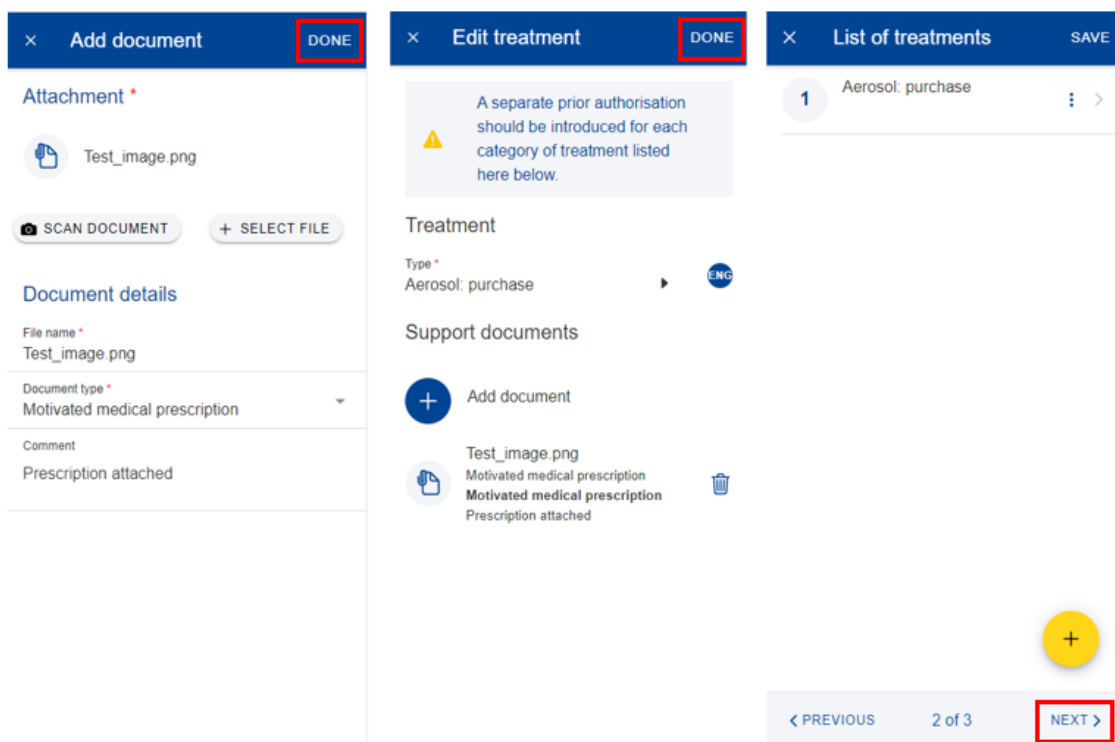 × Add document DONE
Attachment *
Test_image.png
SCAN DOCUMENT + SELECT FILE
Document details
File name *
Test_image.png
Document type *
Motivated medical prescription
Comment
Prescription attached
× Edit treatment DONE
A separate prior authorisation
should be introduced for each
category of treatment listed
here below.
Treatment
Type *
Aerosol: purchase
ENG
Support documents
+ Add document
Test_image.png
Motivated medical prescription
Motivated medical prescription
Prescription attached
× List of treatments SAVE
1 Aerosol: purchase
+
< PREVIOUS 2 of 3 NEXT >